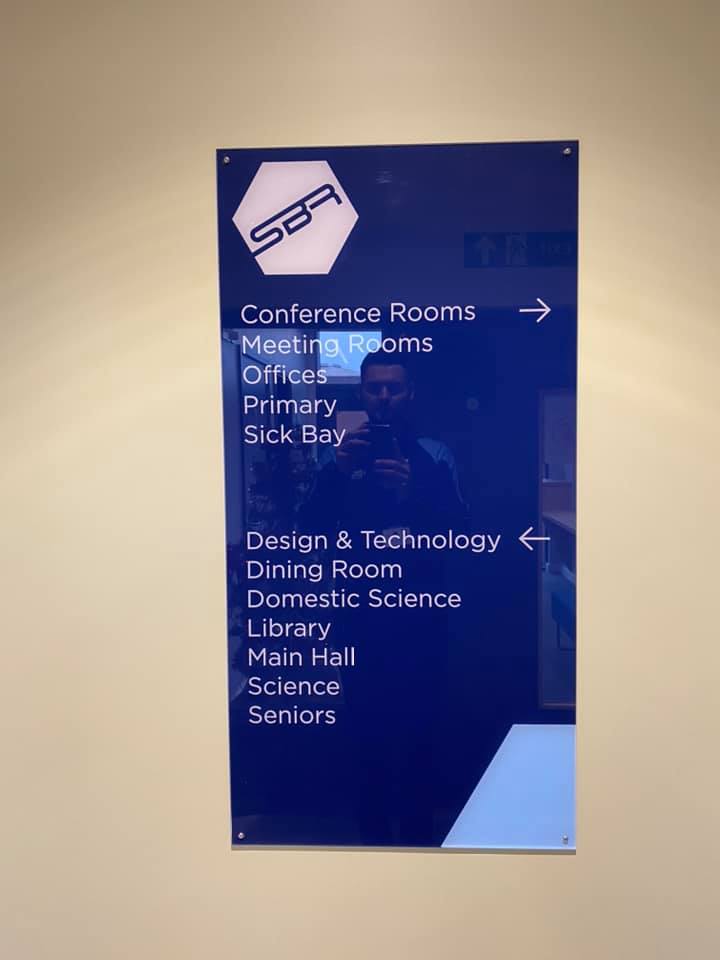 SBR
Conference Rooms →
Meeting Rooms
Offices
Primary
Sick Bay
Design & Technology ←
Dining Room
Domestic Science
Library
Main Hall
Science
Seniors